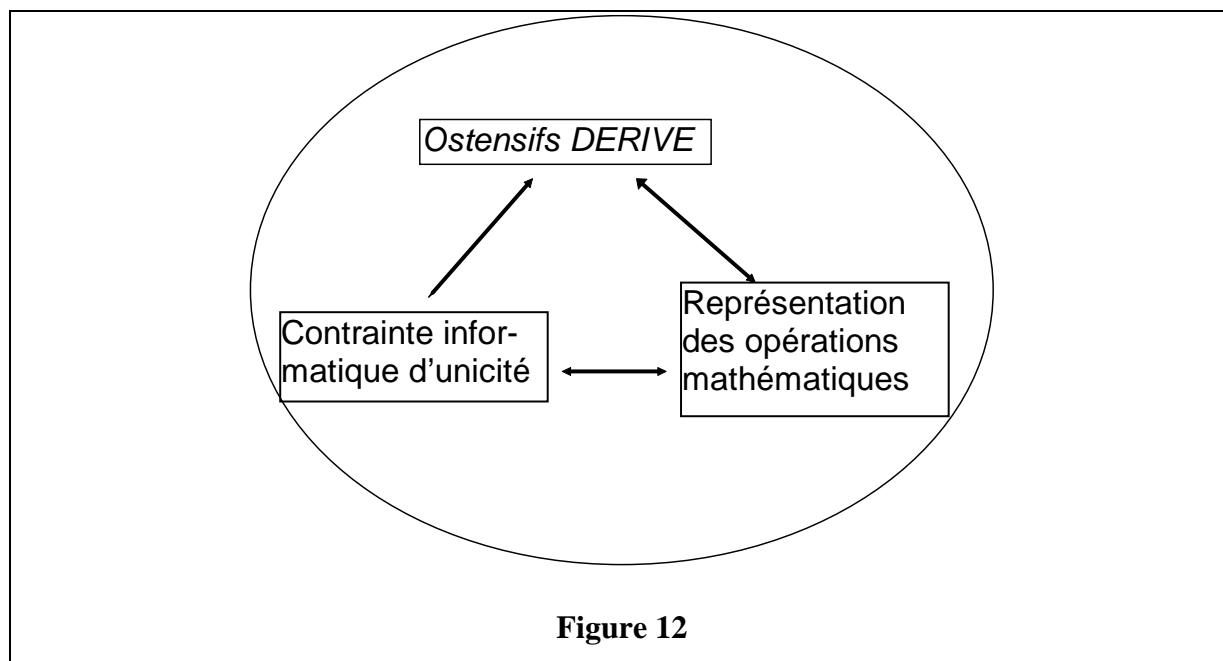 Ostensifs DERIVE
Contrainte infor-
matique d'unicité
Représentation
des opérations
mathématiques
Figure 12